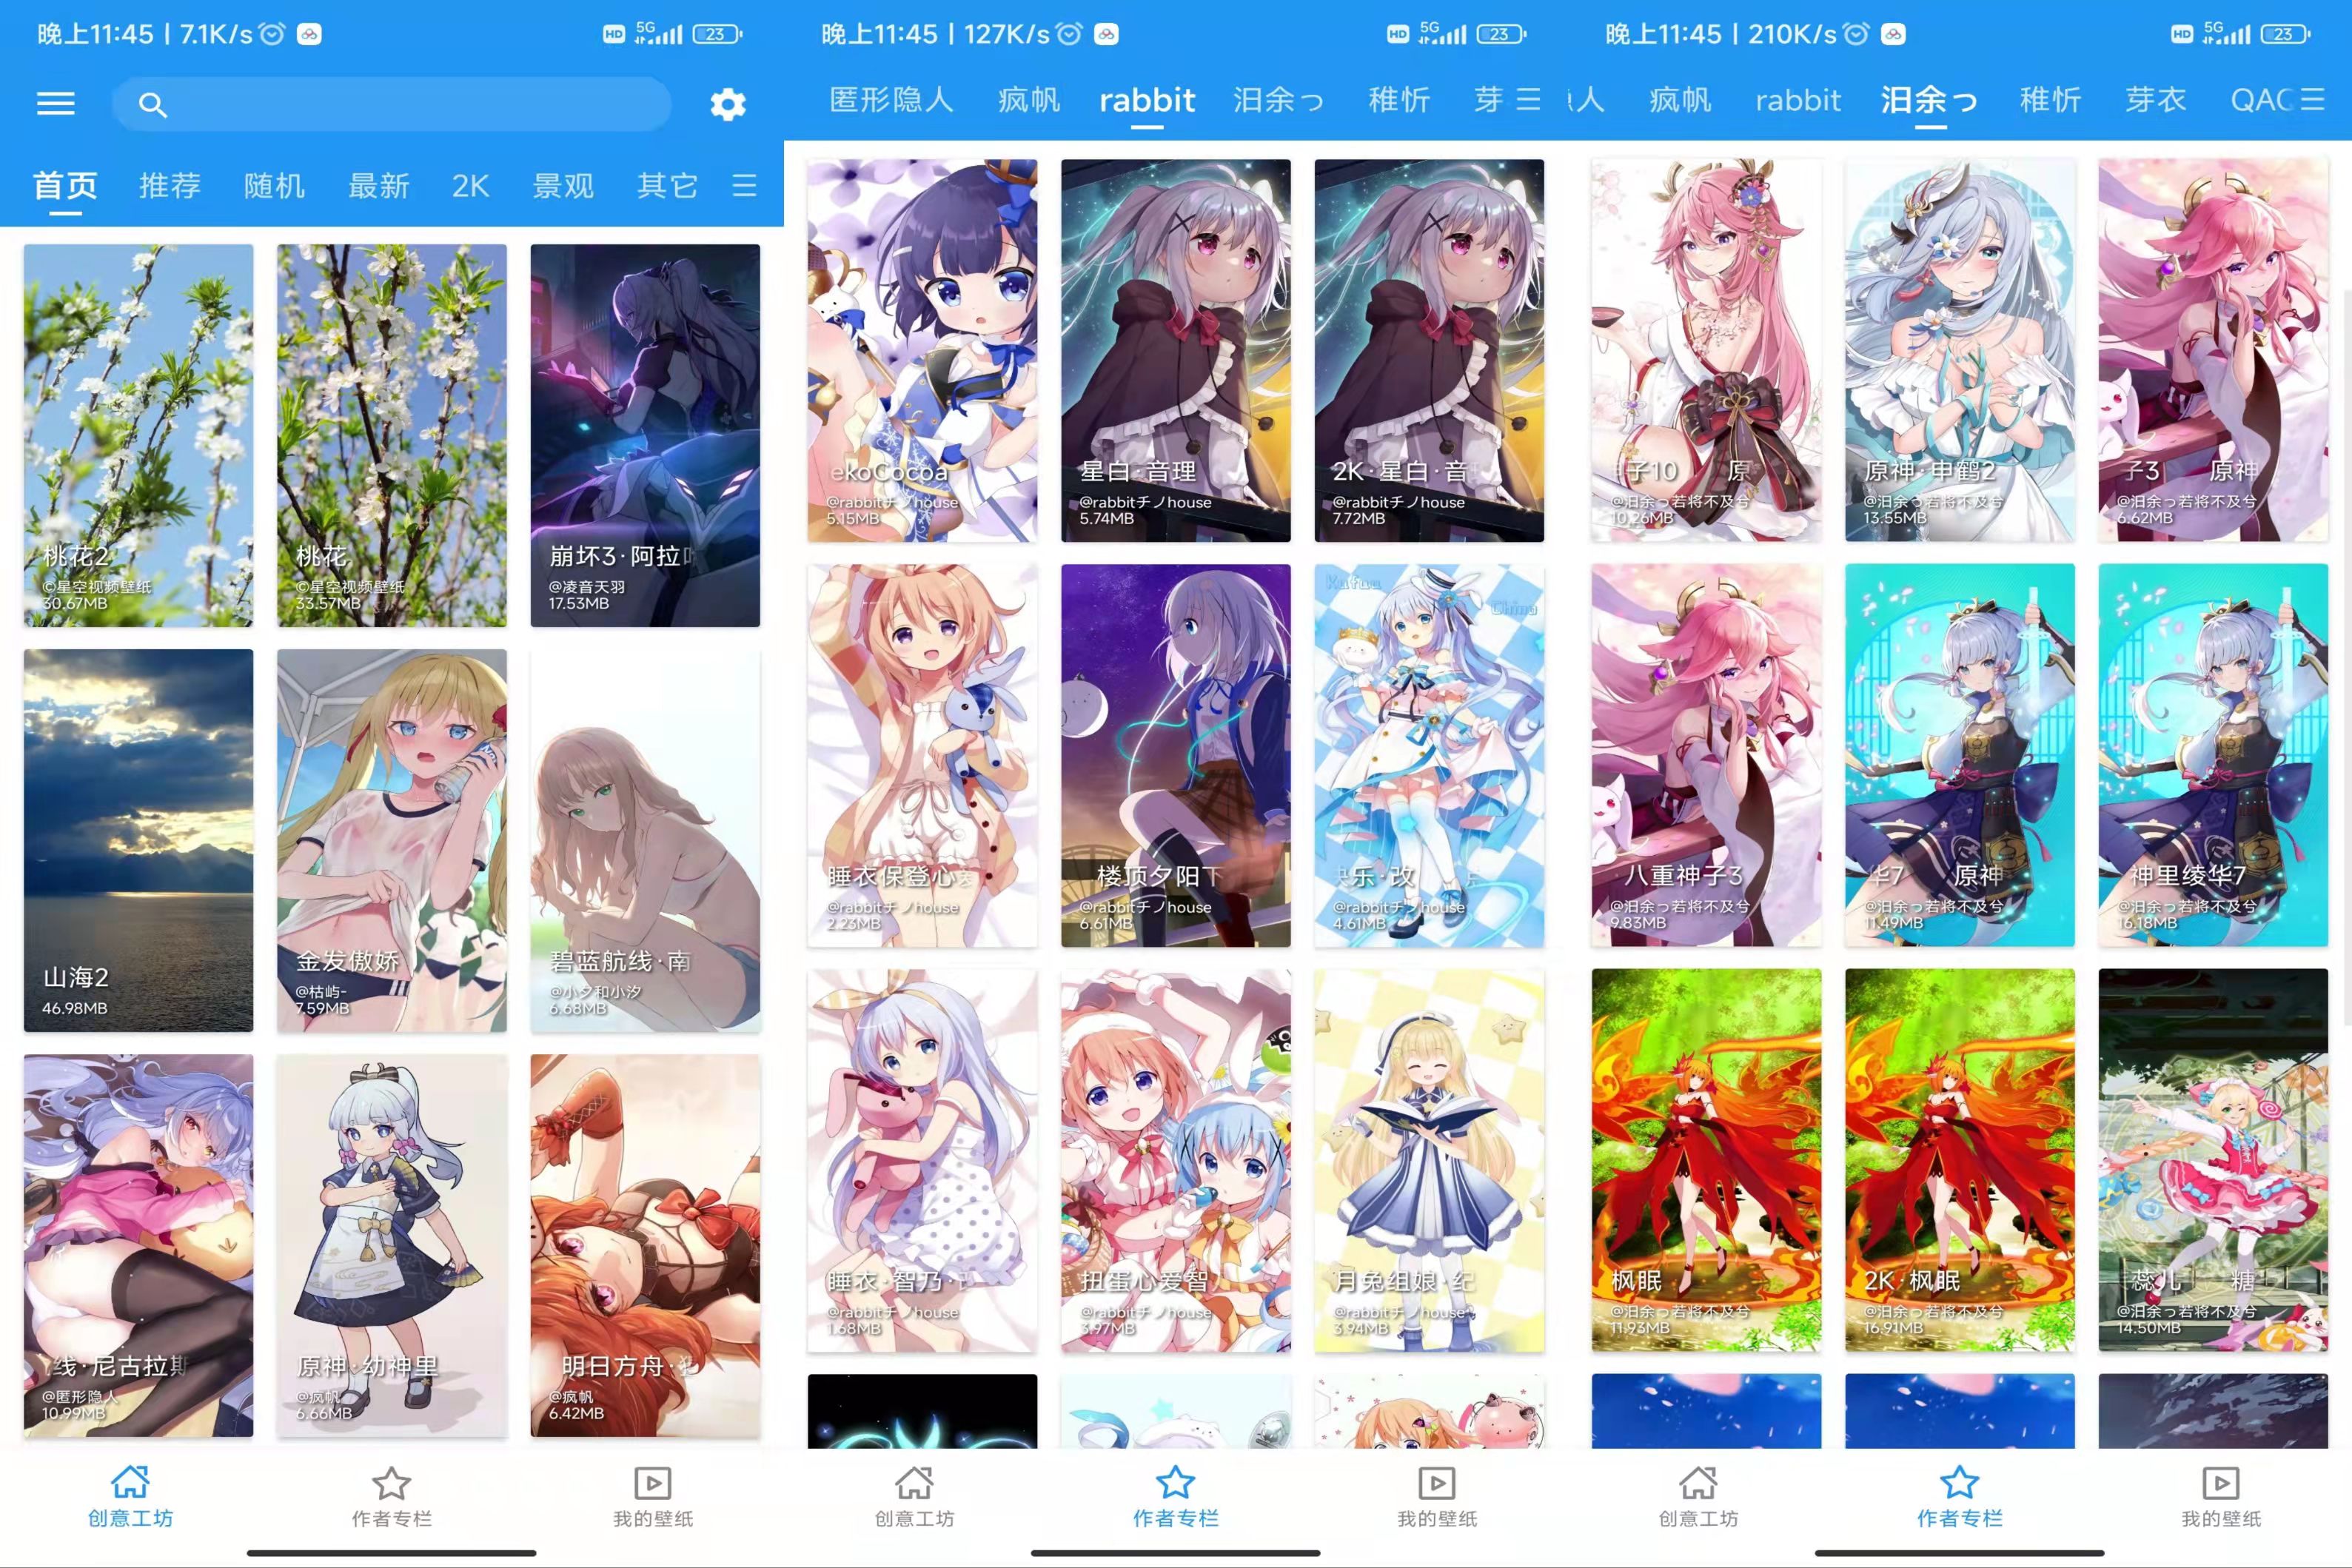 晚上11:45 | 7.1K/s
HD 5G 23
首页 推荐 随机 最新 2K 景观 其它
桃花2
©星空视频壁纸
30.67MB
桃花
©星空视频壁纸
33.57MB
崩坏3·阿拉
@凌音天羽
17.53MB
山海2
46.98MB
金发傲娇
@枯屿-
7.59MB
碧蓝航线·南
@小夕和小汐
6.68MB
线·尼古拉斯
@匿形隐人
10.99MB
原神·幼神里
@疯帆
6.66MB
明日方舟·
@疯帆
6.42MB
创意工坊 作者专栏 我的壁纸
晚上11:45 | 127K/s
HD 5G 23
匿形隐人 疯帆 rabbit 汨余っ 稚忻 芽
ekoCocoa
@rabbitチノhouse
5.15MB
星白·音理
@rabbitチノhouse
5.74MB
2K·星白·音
@rabbitチノhouse
7.72MB
睡衣保登心
@rabbitチノhouse
2.23MB
楼顶夕阳下
@rabbitチノhouse
6.61MB
Kafuu
Chino
乐·改
@rabbitチノhouse
4.61MB
睡衣·智乃·
@rabbitチノhouse
1.68MB
扭蛋心爱智
@rabbitチノhouse
3.97MB
月兔组娘·纪
@rabbitチノhouse
3.94MB
创意工坊 作者专栏 我的壁纸
晚上11:45 | 210K/s
HD 5G 23
人 疯帆 rabbit 汨余っ 稚忻 芽衣 QAQ
子10 原
@汨余っ若将不及兮
10.26MB
原神·申鹤2
@汨余っ若将不及兮
13.55MB
子3 原神
@汨余っ若将不及兮
6.62MB
八重神子3
@汨余っ若将不及兮
9.83MB
华7 原神
@汨余っ若将不及兮
11.49MB
神里绫华7
@汨余っ若将不及兮
16.18MB
枫眠
@汨余っ若将不及兮
11.93MB
2K·枫眠
@汨余っ若将不及兮
16.91MB
蕊儿 糖
@汨余っ若将不及兮
14.50MB
创意工坊 作者专栏 我的壁纸